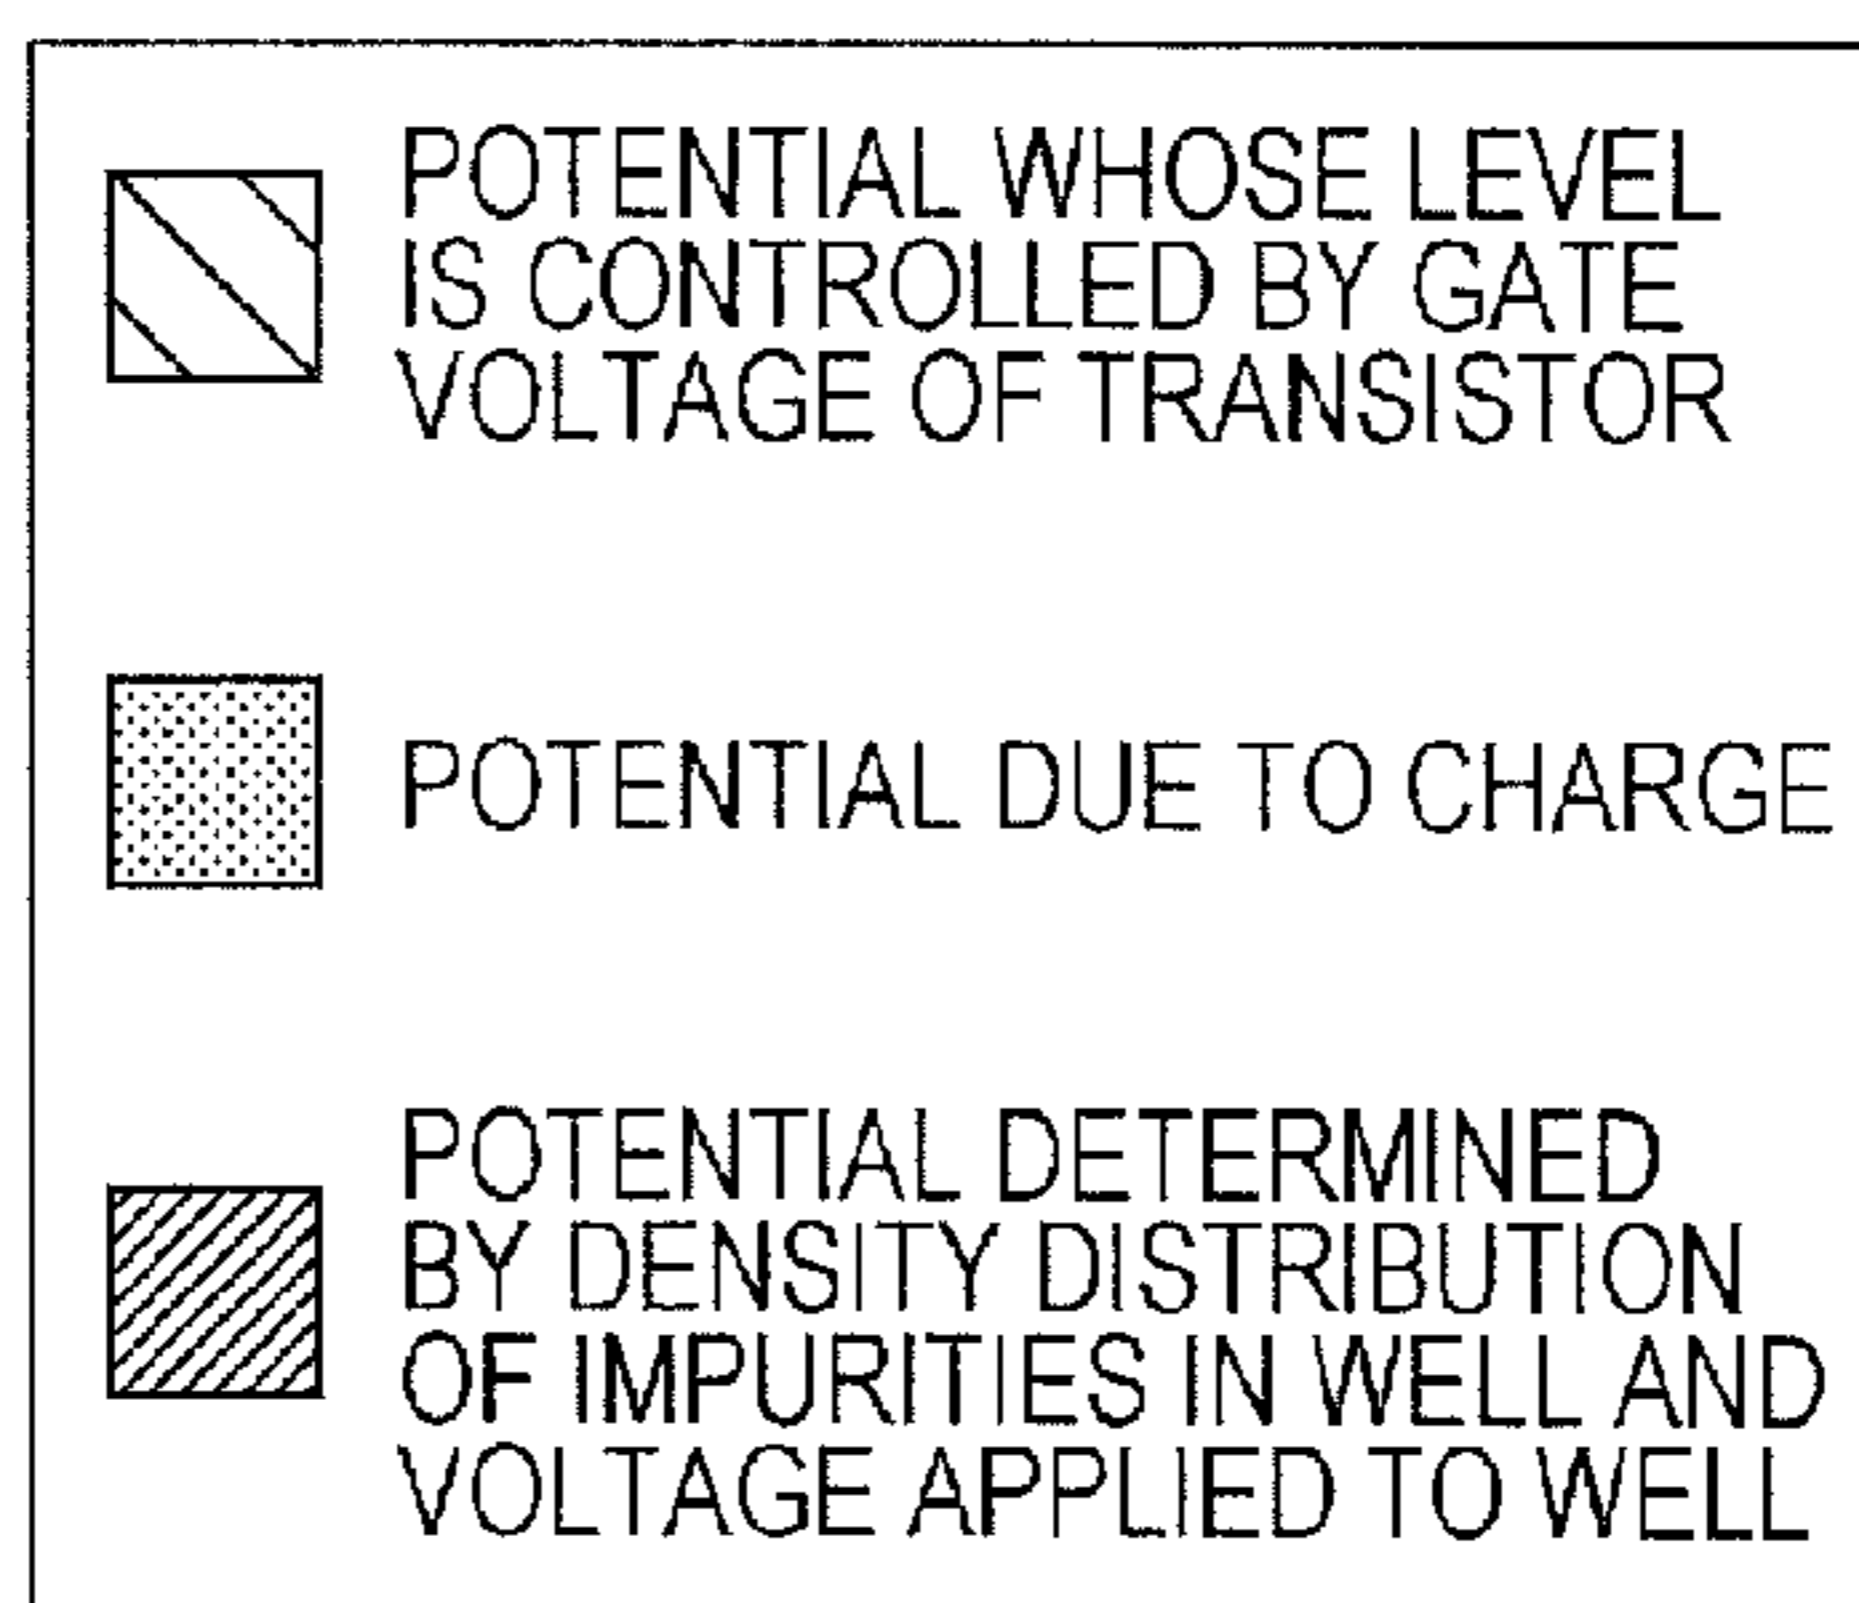 POTENTIAL WHOSE LEVEL
IS CONTROLLED BY GATE
VOLTAGE OF TRANSISTOR
POTENTIAL DUE TO CHARGE
POTENTIAL DETERMINED
BY DENSITY DISTRIBUTION
OF IMPURITIES IN WELL AND
VOLTAGE APPLIED TO WELL